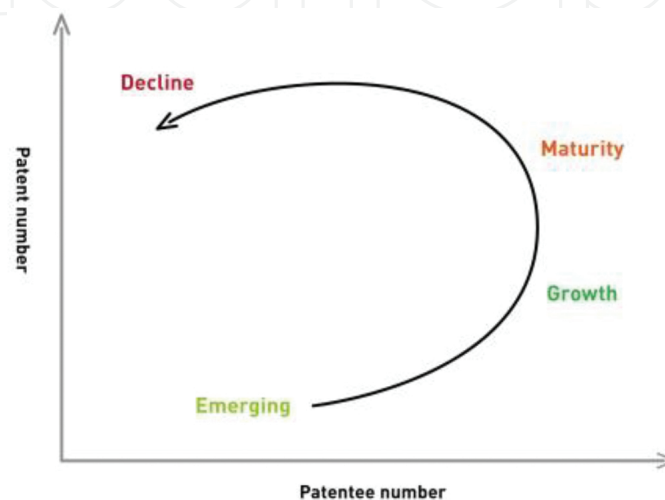 Decline
Maturity
Patent number
Growth
Emerging
Patentee number